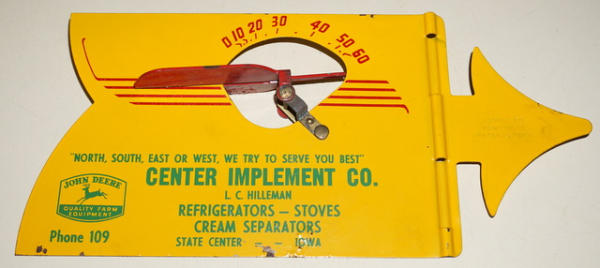 0 10 20 30 40 50 60
"NORTH, SOUTH, EAST OR WEST, WE TRY TO SERVE YOU BEST"
CENTER IMPLEMENT CO.
L. C. HILLEMAN
REFRIGERATORS – STOVES
CREAM SEPARATORS
STATE CENTER - - IOWA
JOHN DEERE
QUALITY FARM
EQUIPMENT
Phone 109